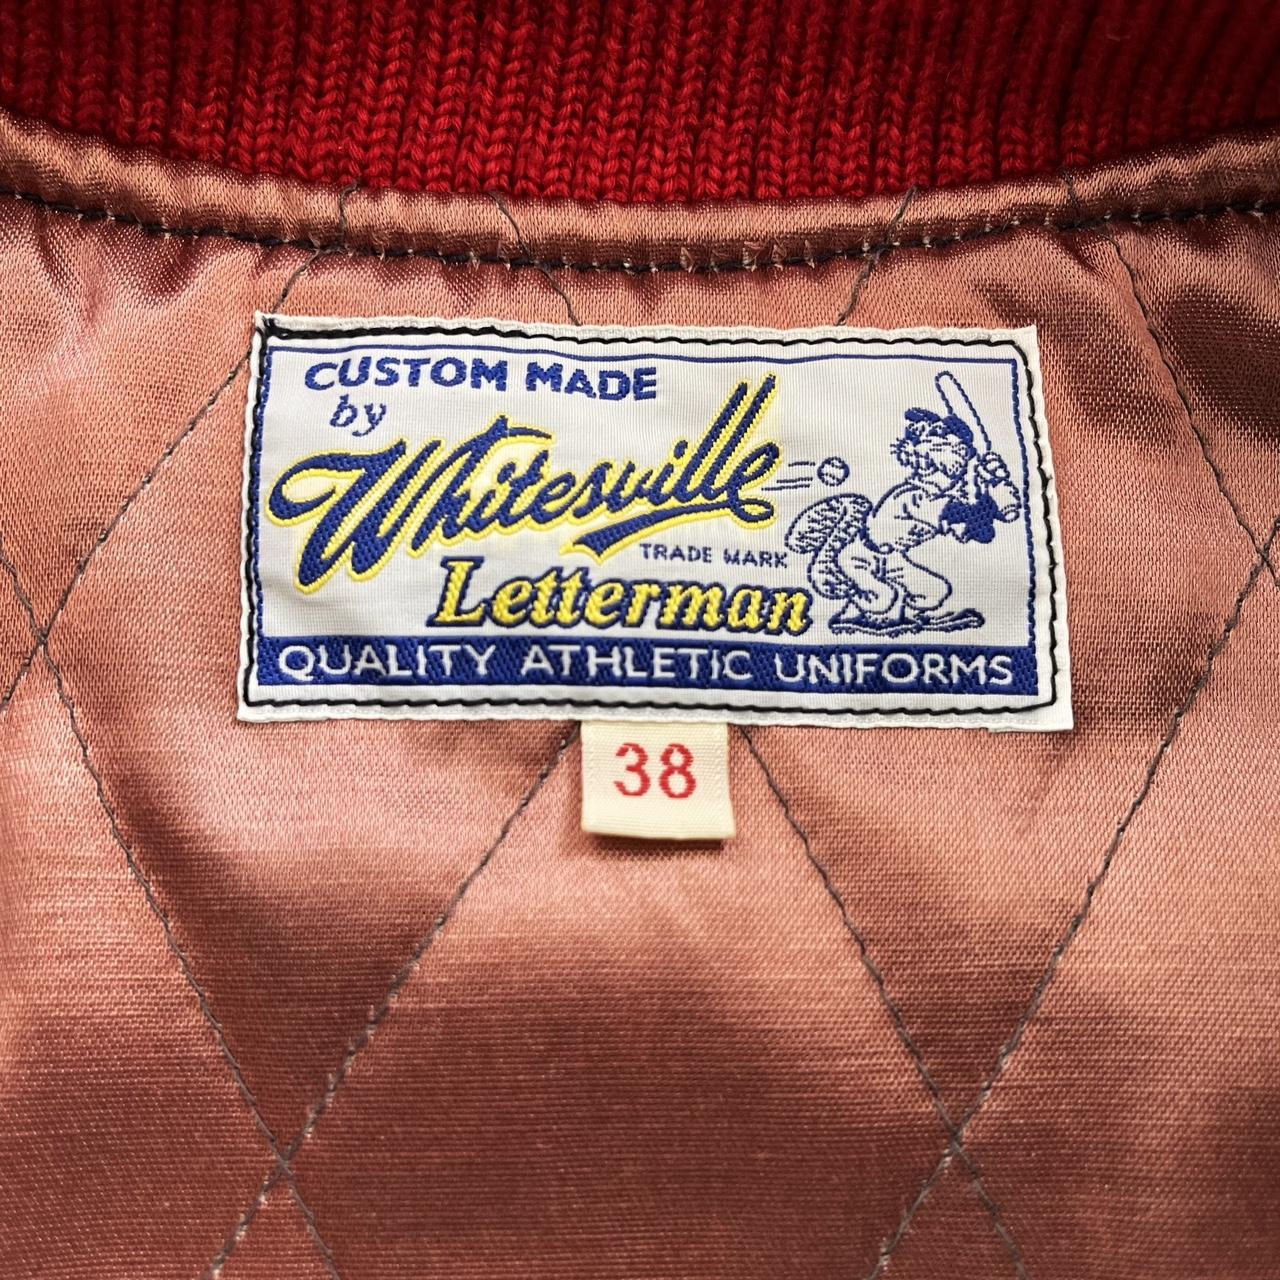 CUSTOM MADE
by
Whitesville
TRADE MARK
Letterman
QUALITY ATHLETIC UNIFORMS
38